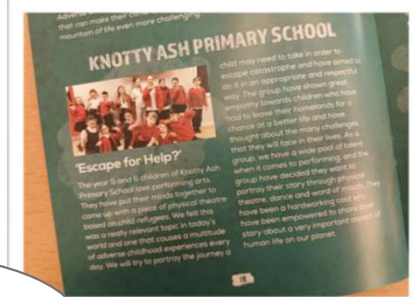 that can make their
mountain of life even more challenging.
KNOTTY ASH PRIMARY SCHOOL
'Escape for Help?'
The year 5 and 6 children of Knotty Ash
Primary School love performing arts.
They have put their minds together to
come up with a piece of physical theatre
based on child refugees. We felt this
was a really relevant topic in today's
world and one that causes a multitude
of adverse childhood experiences every
day. We will try to portray the journey a
child may need to take in order to
escape catastrophe and have aimed to
do it in an appropriate and respectful
way. The group have shown great
empathy towards children who have
had to leave their homelands for a
chance at a better life and have
thought about the many challenges
that they will face in their lives. As a
group, we have a wide pool of talent
when it comes to performing, and the
group have decided they want to
portray their story through physical
theatre, dance and word of mouth. They
have been a hardworking cast who
have been empowered to share their
story about a very important aspect of
human life on our planet.